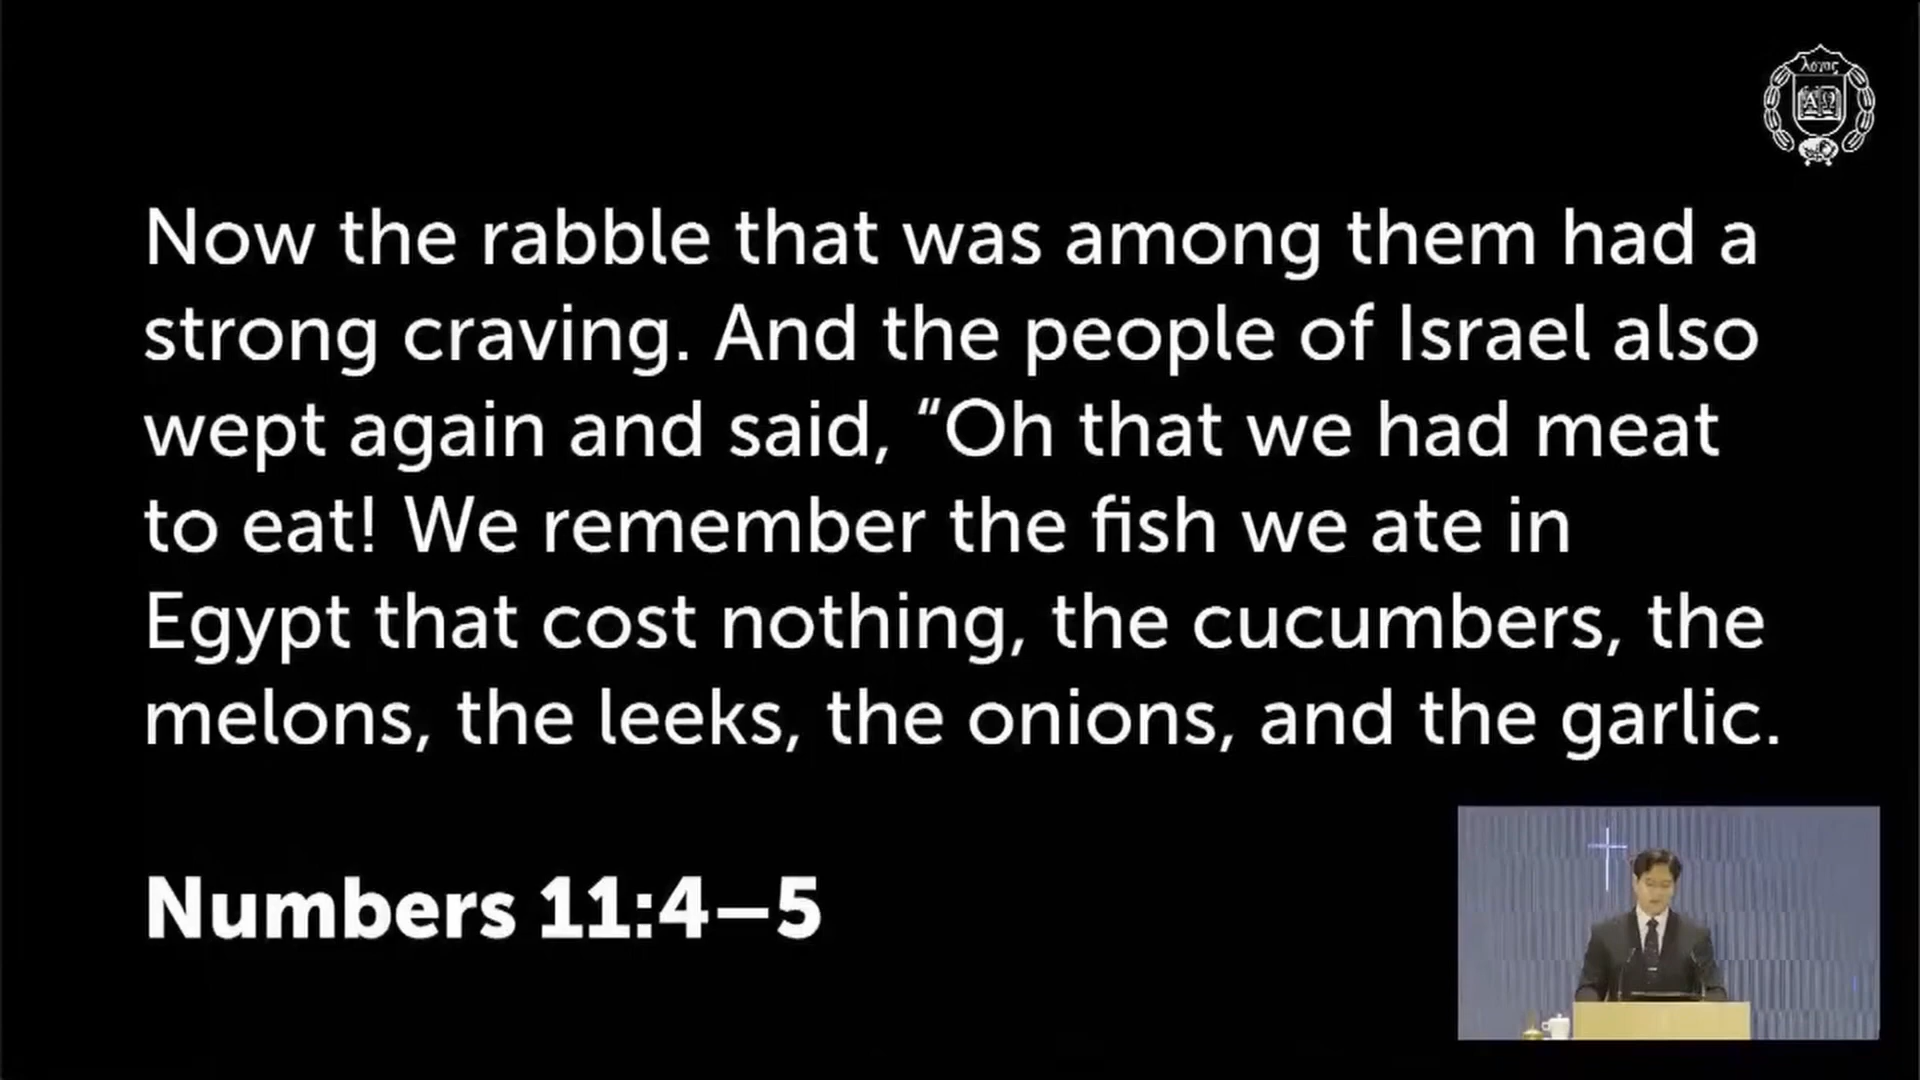 λογος
Α Ω
Now the rabble that was among them had a
strong craving. And the people of Israel also
wept again and said, “Oh that we had meat
to eat! We remember the fish we ate in
Egypt that cost nothing, the cucumbers, the
melons, the leeks, the onions, and the garlic.
Numbers 11:4–5